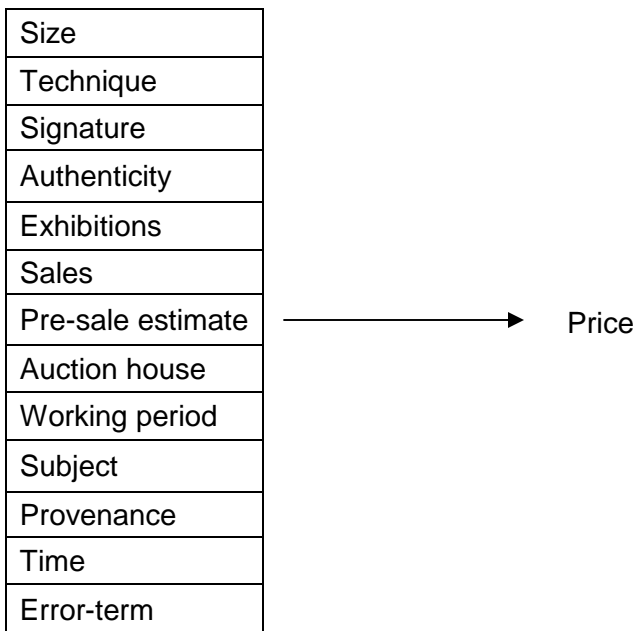 Size
Technique
Signature
Authenticity
Exhibitions
Sales
Pre-sale estimate
Price
Auction house
Working period
Subject
Provenance
Time
Error-term